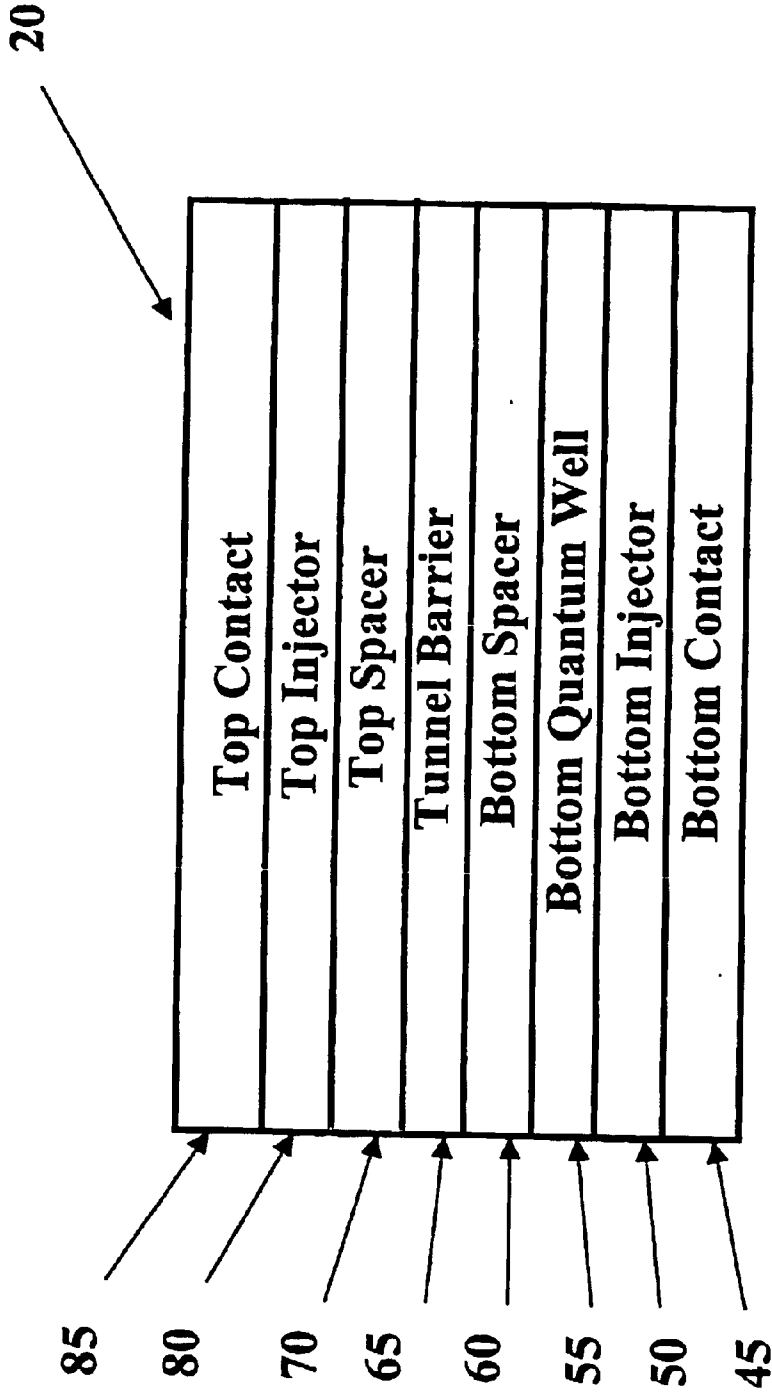 20
85
Top Contact
80
Top Injector
70
Top Spacer
65
Tunnel Barrier
60
Bottom Spacer
55
Bottom Quantum Well
50
Bottom Injector
45
Bottom Contact